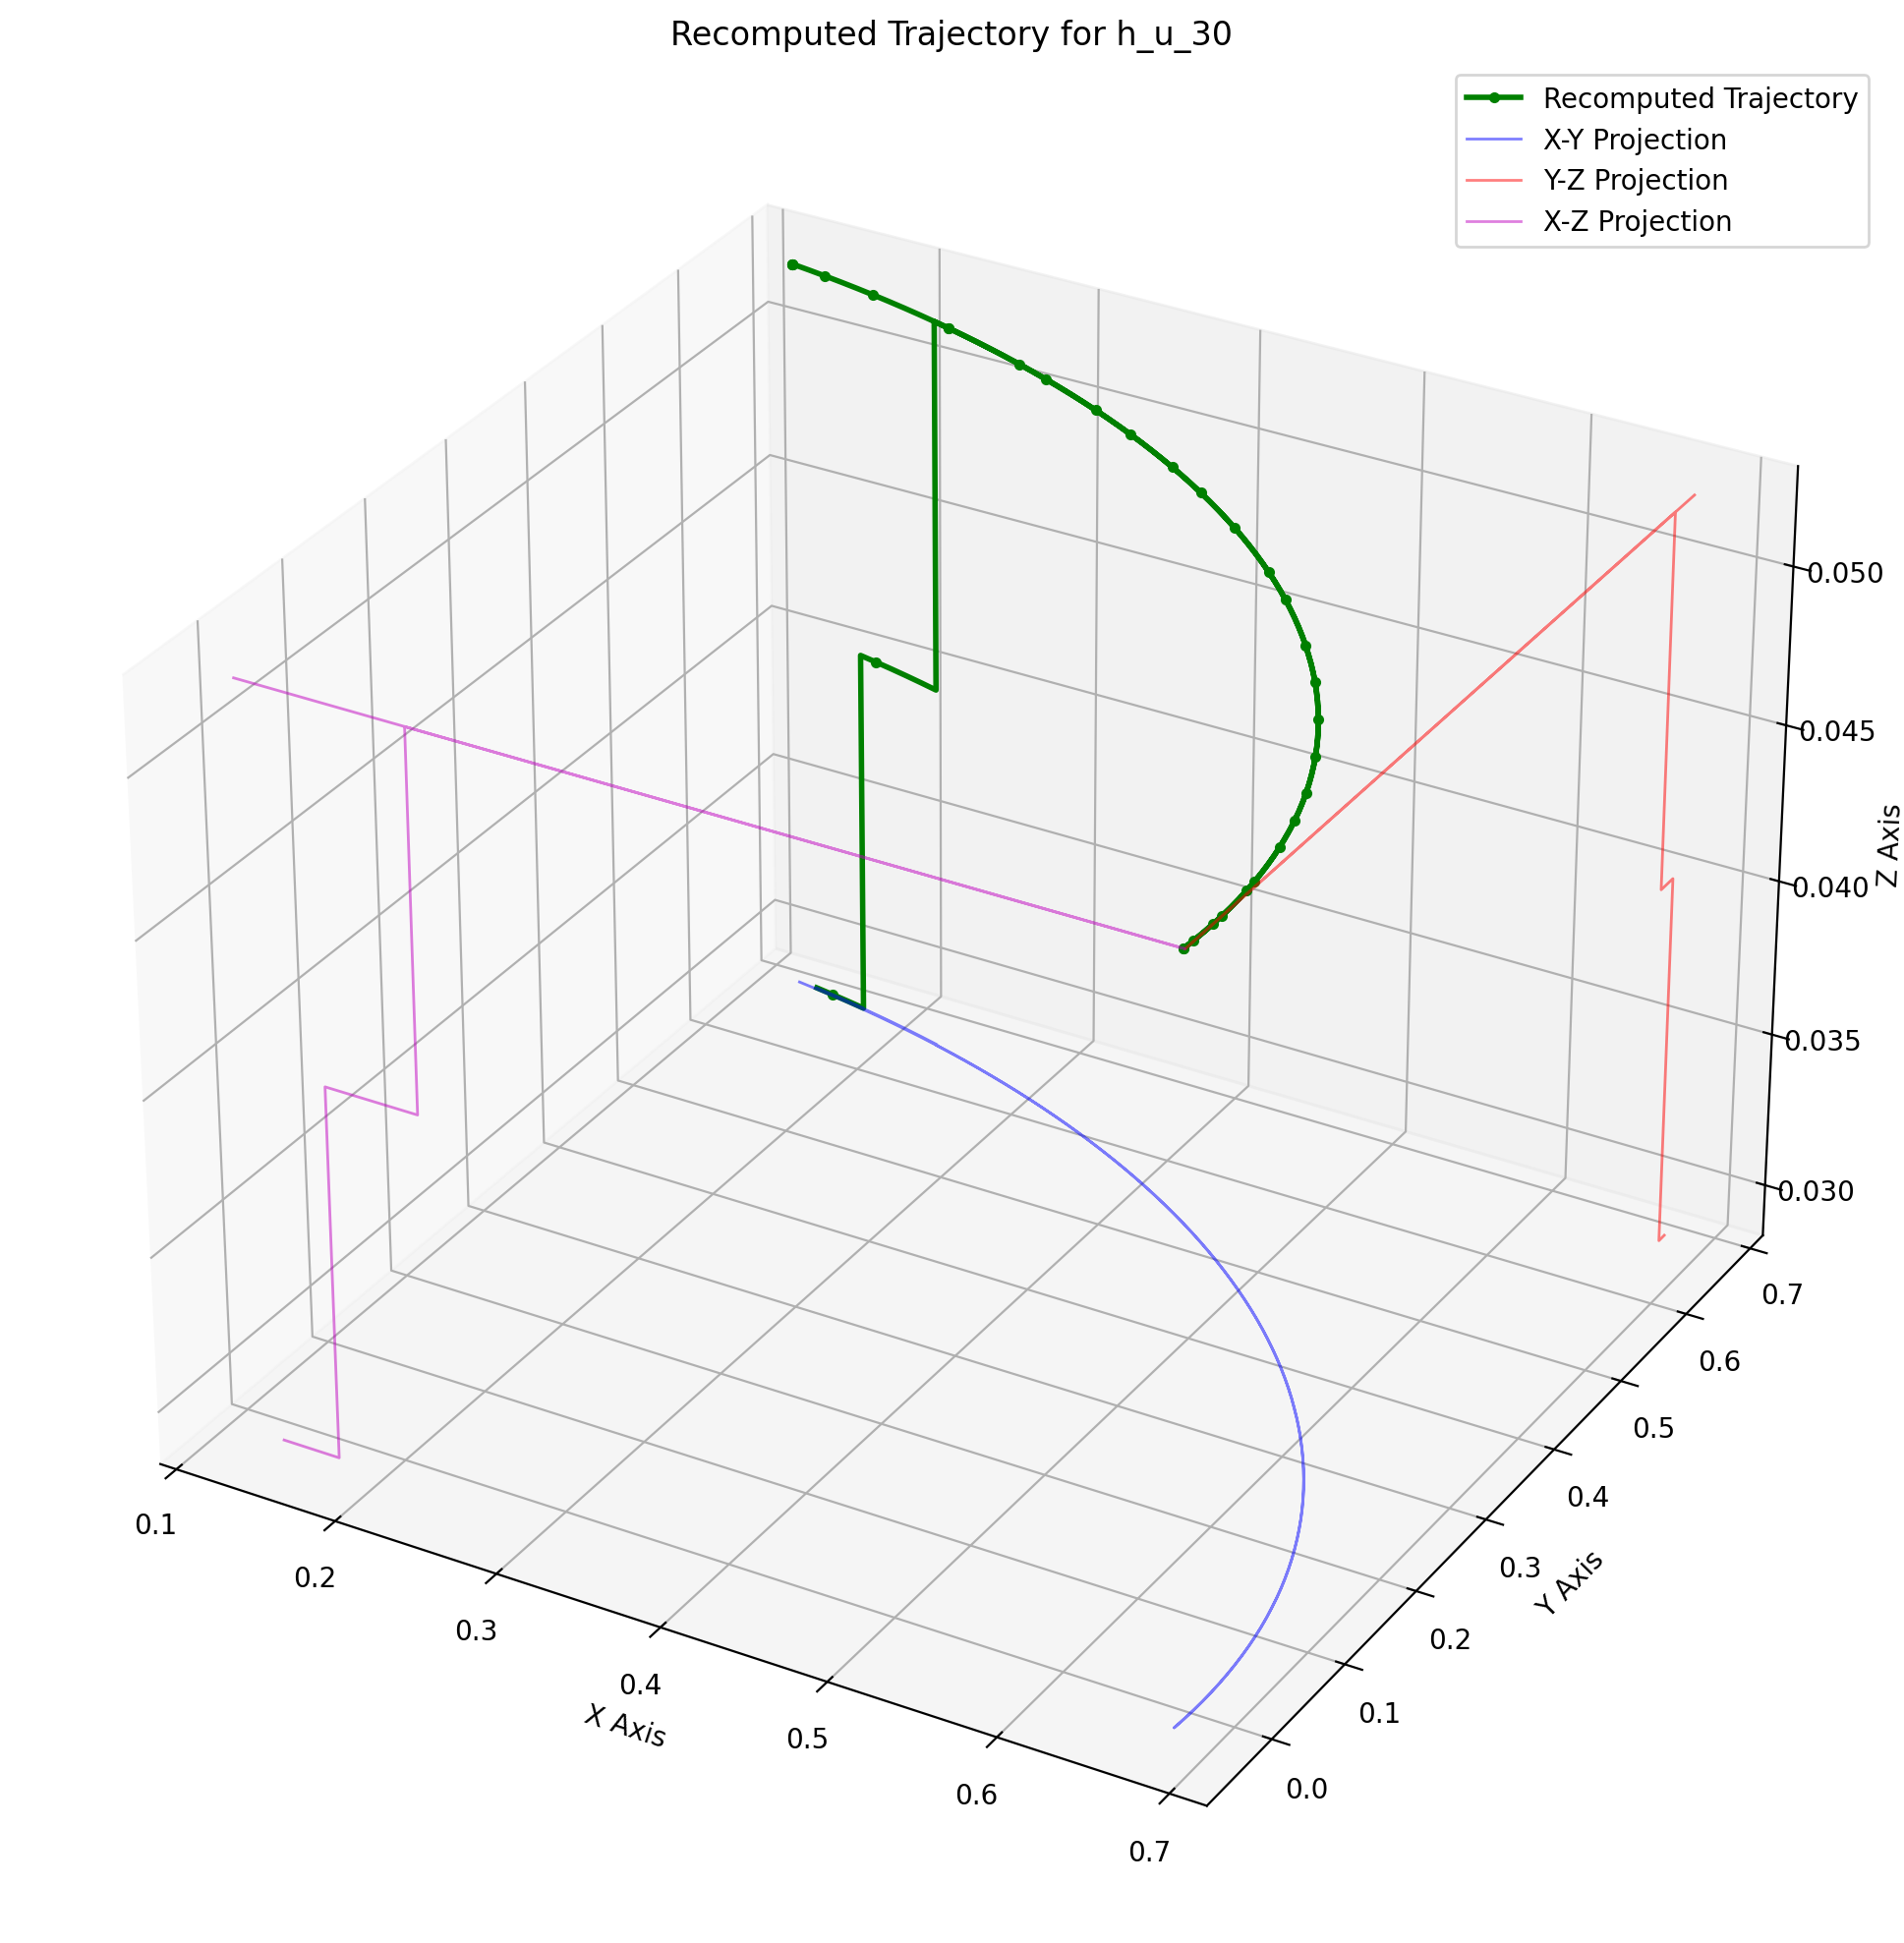 Recomputed Trajectory for h_u_30
Recomputed Trajectory
X-Y Projection
Y-Z Projection
X-Z Projection
0.050
0.045
0.040
0.035
0.030
Z Axis
0.7
0.6
0.5
0.4
0.3
0.2
0.1
0.0
Y Axis
0.1
0.2
0.3
0.4
0.5
0.6
0.7
X Axis